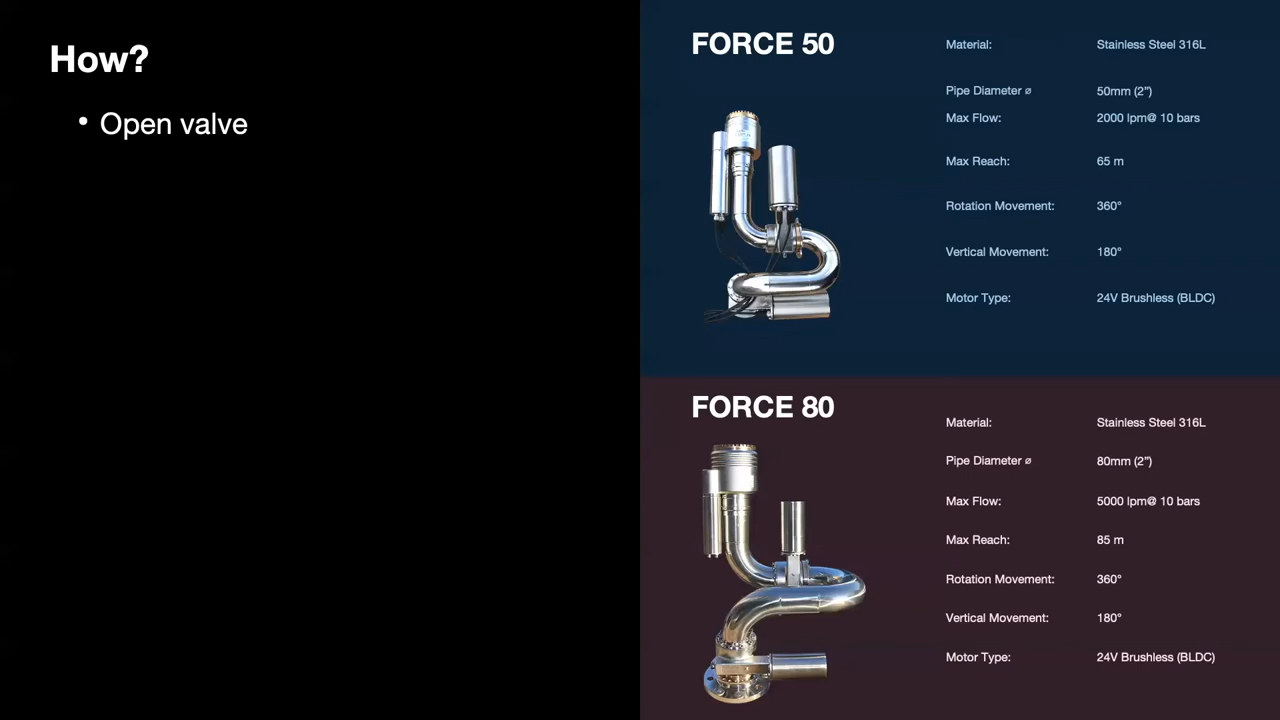 How?
• Open valve
FORCE 50
Material: Stainless Steel 316L
Pipe Diameter ⌀ 50mm (2”)
Max Flow: 2000 lpm@ 10 bars
Max Reach: 65 m
Rotation Movement: 360°
Vertical Movement: 180°
Motor Type: 24V Brushless (BLDC)
FORCE 80
Material: Stainless Steel 316L
Pipe Diameter ⌀ 80mm (2”)
Max Flow: 5000 lpm@ 10 bars
Max Reach: 85 m
Rotation Movement: 360°
Vertical Movement: 180°
Motor Type: 24V Brushless (BLDC)